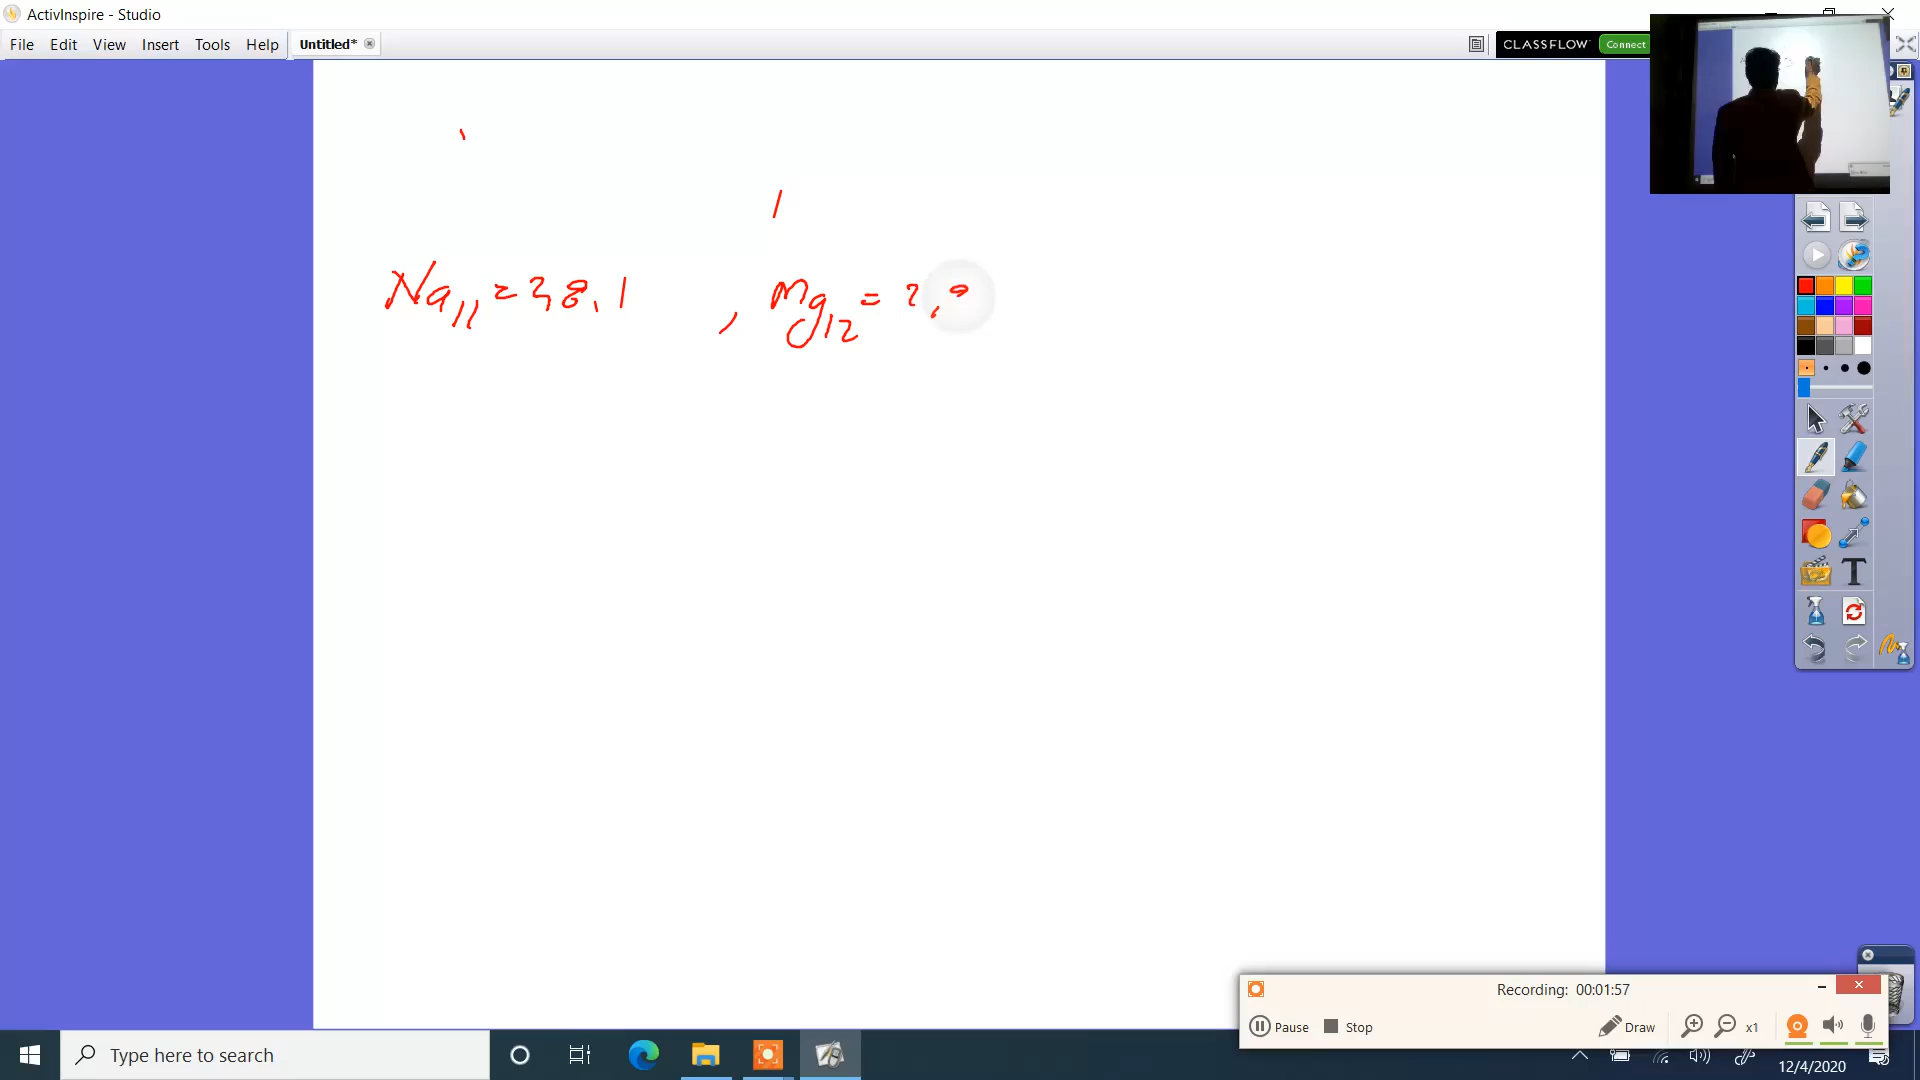 ActivInspire - Studio
File Edit View Insert Tools Help Untitled* CLASSFLOW Connect
Na11 = 2,8,1 , Mg12 = 2,8
T
Recording: 00:01:57
Pause Stop Draw x1
Type here to search
12/4/2020